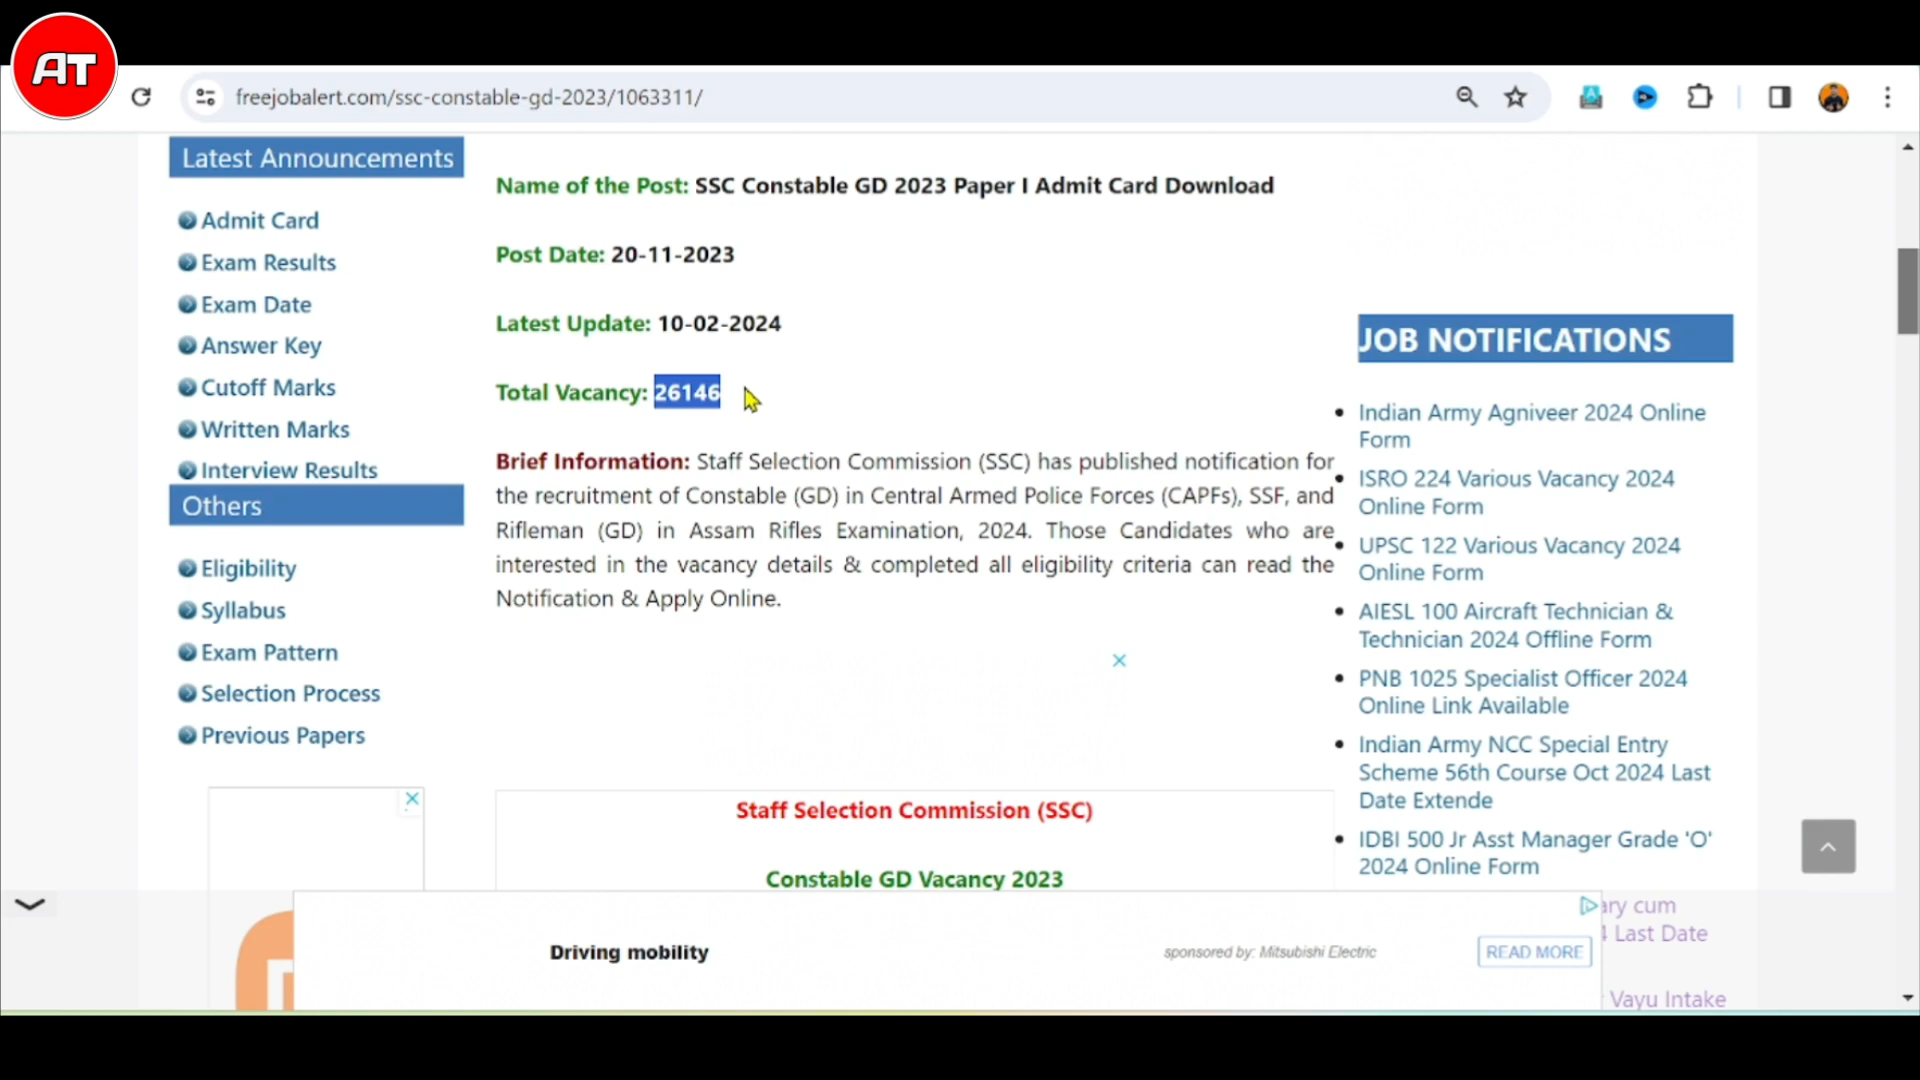 AT
freejobalert.com/ssc-constable-gd-2023/1063311/
Latest Announcements
Admit Card
Exam Results
Exam Date
Answer Key
Cutoff Marks
Written Marks
Interview Results
Others
Eligibility
Syllabus
Exam Pattern
Selection Process
Previous Papers
Name of the Post: SSC Constable GD 2023 Paper I Admit Card Download
Post Date: 20-11-2023
Latest Update: 10-02-2024
Total Vacancy: 26146
Brief Information: Staff Selection Commission (SSC) has published notification for
the recruitment of Constable (GD) in Central Armed Police Forces (CAPFs), SSF, and
Rifleman (GD) in Assam Rifles Examination, 2024. Those Candidates who are
interested in the vacancy details & completed all eligibility criteria can read the
Notification & Apply Online.
Staff Selection Commission (SSC)
Constable GD Vacancy 2023
JOB NOTIFICATIONS
Indian Army Agniveer 2024 Online
Form
ISRO 224 Various Vacancy 2024
Online Form
UPSC 122 Various Vacancy 2024
Online Form
AIESL 100 Aircraft Technician &
Technician 2024 Offline Form
PNB 1025 Specialist Officer 2024
Online Link Available
Indian Army NCC Special Entry
Scheme 56th Course Oct 2024 Last
Date Extende
IDBI 500 Jr Asst Manager Grade 'O'
2024 Online Form
cum
Last Date
Vayu Intake
Driving mobility
sponsored by: Mitsubishi Electric
READ MORE